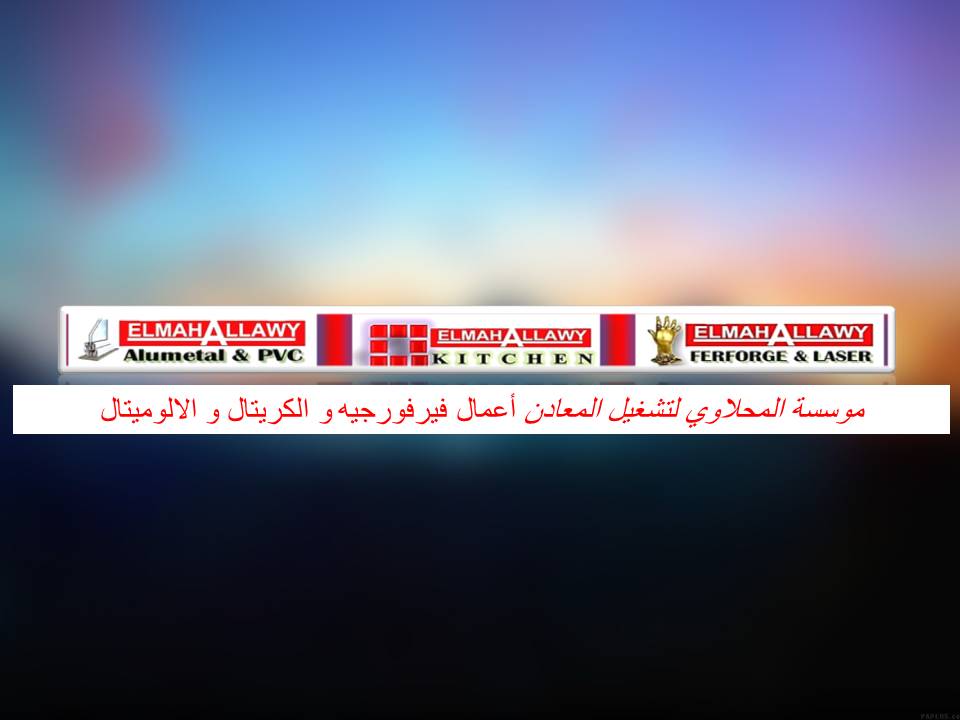 ELMAHALLAWY
Alumetal & PVC
ELMAHALLAWY
KITCHEN
ELMAHALLAWY
FERFORGE & LASER
موسسة المحلاوي لتشغيل المعادن أعمال فيرفورجيه و الكريتال و الالوميتال